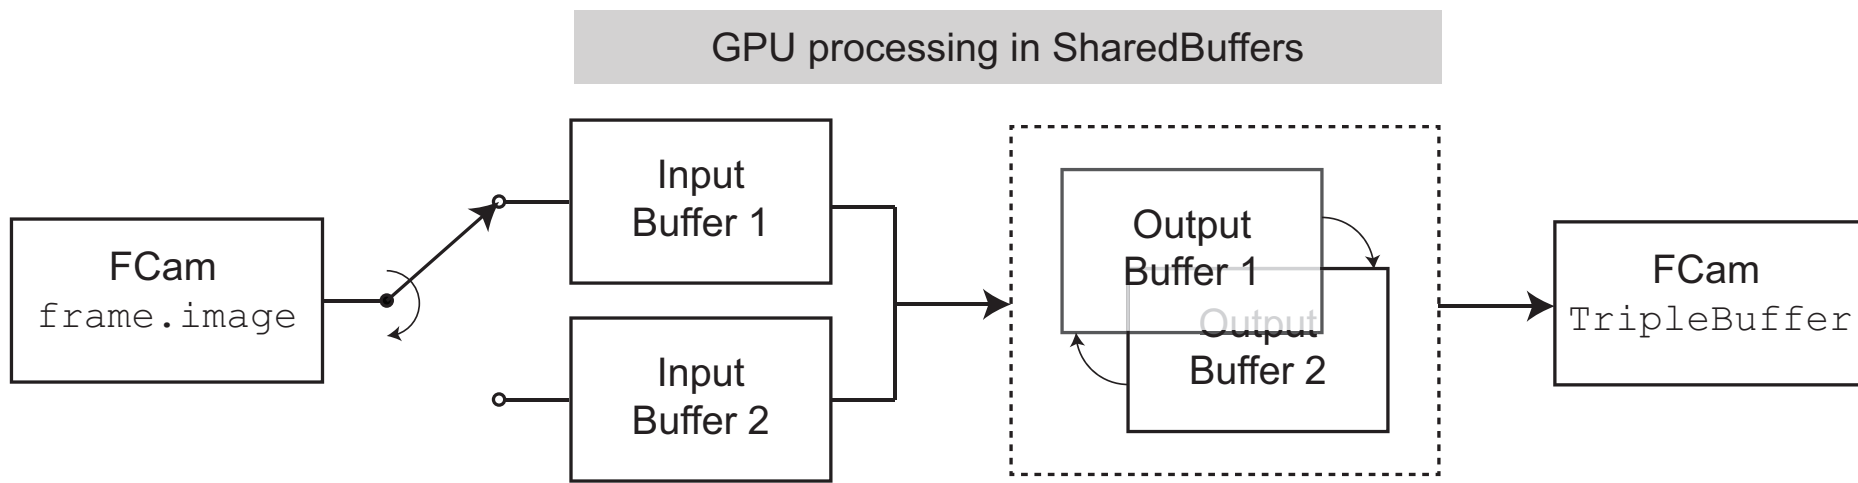 GPU processing in SharedBuffers
FCam
frame.image
Input
Buffer 1
Input
Buffer 2
Output
Buffer 1
Output
Buffer 2
FCam
TripleBuffer